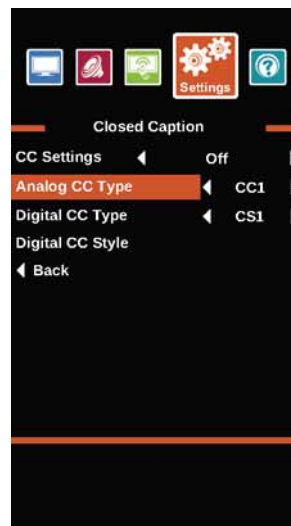 Settings
Closed Caption
CC Settings Off
Analog CC Type CC1
Digital CC Type CS1
Digital CC Style
Back